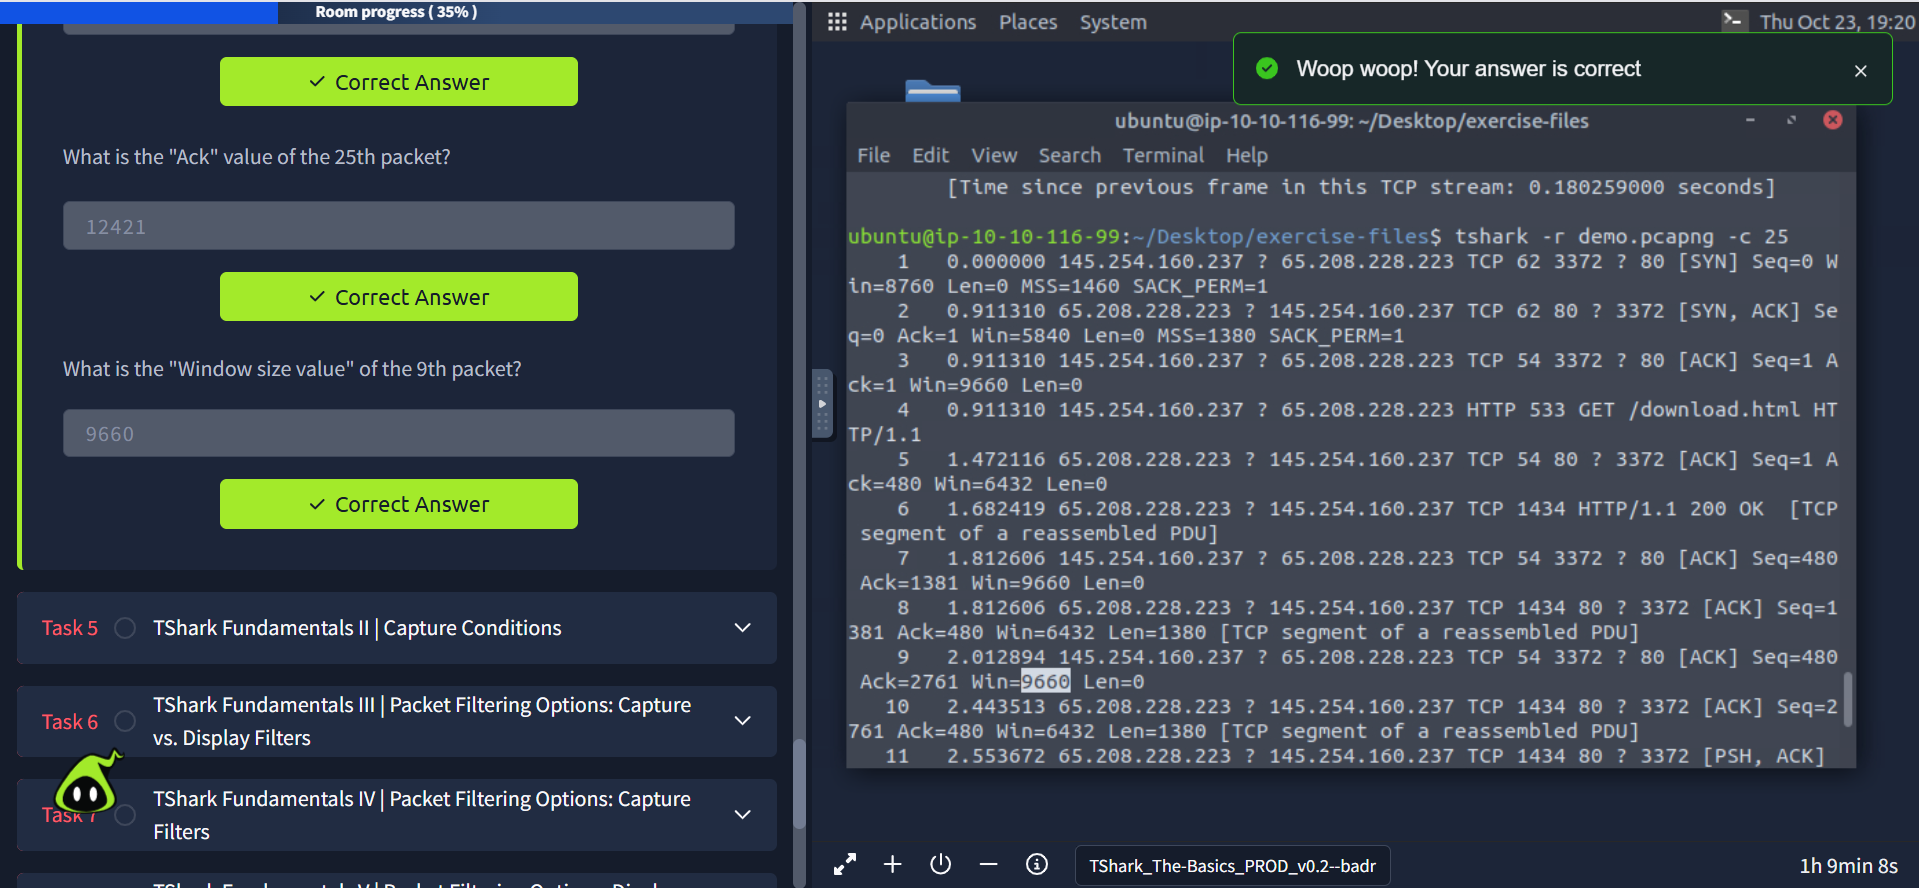 Room progress ( 35% )
✓ Correct Answer
What is the "Ack" value of the 25th packet?
12421
✓ Correct Answer
What is the "Window size value" of the 9th packet?
9660
✓ Correct Answer
Task 5 TShark Fundamentals II | Capture Conditions
Task 6 TShark Fundamentals III | Packet Filtering Options: Capture
vs. Display Filters
Task 7 TShark Fundamentals IV | Packet Filtering Options: Capture
Filters
Applications Places System
Thu Oct 23, 19:20
Woop woop! Your answer is correct
ubuntu@ip-10-10-116-99: ~/Desktop/exercise-files
File Edit View Search Terminal Help
[Time since previous frame in this TCP stream: 0.180259000 seconds]
ubuntu@ip-10-10-116-99:~/Desktop/exercise-files$ tshark -r demo.pcapng -c 25
1 0.000000 145.254.160.237 ? 65.208.228.223 TCP 62 3372 ? 80 [SYN] Seq=0 W
in=8760 Len=0 MSS=1460 SACK_PERM=1
2 0.911310 65.208.228.223 ? 145.254.160.237 TCP 62 80 ? 3372 [SYN, ACK] Se
q=0 Ack=1 Win=5840 Len=0 MSS=1380 SACK_PERM=1
3 0.911310 145.254.160.237 ? 65.208.228.223 TCP 54 3372 ? 80 [ACK] Seq=1 A
ck=1 Win=9660 Len=0
4 0.911310 145.254.160.237 ? 65.208.228.223 HTTP 533 GET /download.html HT
TP/1.1
5 1.472116 65.208.228.223 ? 145.254.160.237 TCP 54 80 ? 3372 [ACK] Seq=1 A
ck=480 Win=6432 Len=0
6 1.682419 65.208.228.223 ? 145.254.160.237 TCP 1434 HTTP/1.1 200 OK [TCP
segment of a reassembled PDU]
7 1.812606 145.254.160.237 ? 65.208.228.223 TCP 54 3372 ? 80 [ACK] Seq=480
Ack=1381 Win=9660 Len=0
8 1.812606 65.208.228.223 ? 145.254.160.237 TCP 1434 80 ? 3372 [ACK] Seq=1
381 Ack=480 Win=6432 Len=1380 [TCP segment of a reassembled PDU]
9 2.012894 145.254.160.237 ? 65.208.228.223 TCP 54 3372 ? 80 [ACK] Seq=480
Ack=2761 Win=9660 Len=0
10 2.443513 65.208.228.223 ? 145.254.160.237 TCP 1434 80 ? 3372 [ACK] Seq=2
761 Ack=480 Win=6432 Len=1380 [TCP segment of a reassembled PDU]
11 2.553672 65.208.228.223 ? 145.254.160.237 TCP 1434 80 ? 3372 [PSH, ACK]
TShark_The-Basics_PROD_v0.2--badr
1h 9min 8s